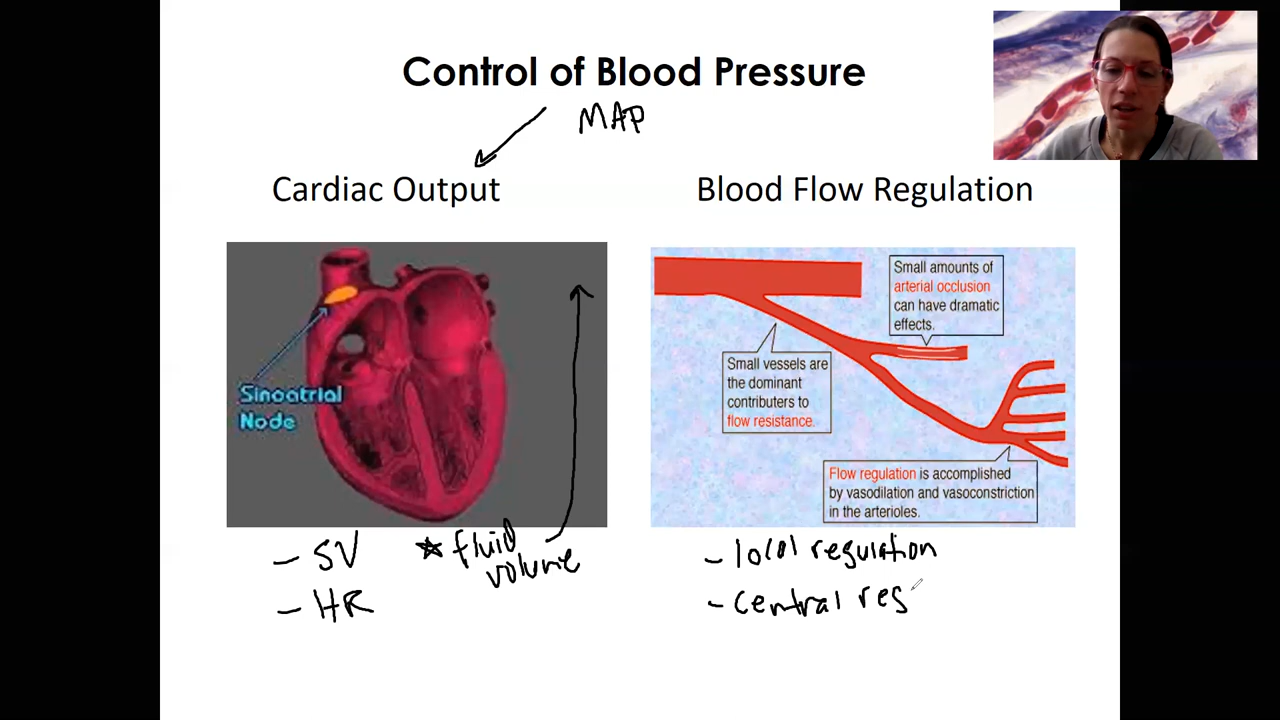 Control of Blood Pressure
MAP
Cardiac Output
Sinoatrial
Node
- SV
- HR
★ fluid
volume
Blood Flow Regulation
Small amounts of
arterial occlusion
can have dramatic
effects.
Small vessels are
the dominant
contributers to
flow resistance.
Flow regulation is accomplished
by vasodilation and vasoconstriction
in the arterioles.
- local regulation
- central reg